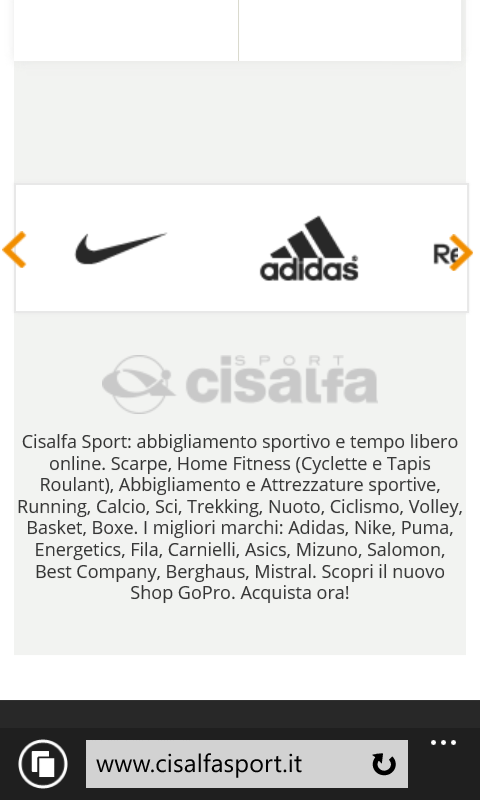 adidas
SPORT
cisalfa
Cisalfa Sport: abbigliamento sportivo e tempo libero
online. Scarpe, Home Fitness (Cyclette e Tapis
Roulant), Abbigliamento e Attrezzature sportive,
Running, Calcio, Sci, Trekking, Nuoto, Ciclismo, Volley,
Basket, Boxe. I migliori marchi: Adidas, Nike, Puma,
Energetics, Fila, Carnielli, Asics, Mizuno, Salomon,
Best Company, Berghaus, Mistral. Scopri il nuovo
Shop GoPro. Acquista ora!
www.cisalfasport.it